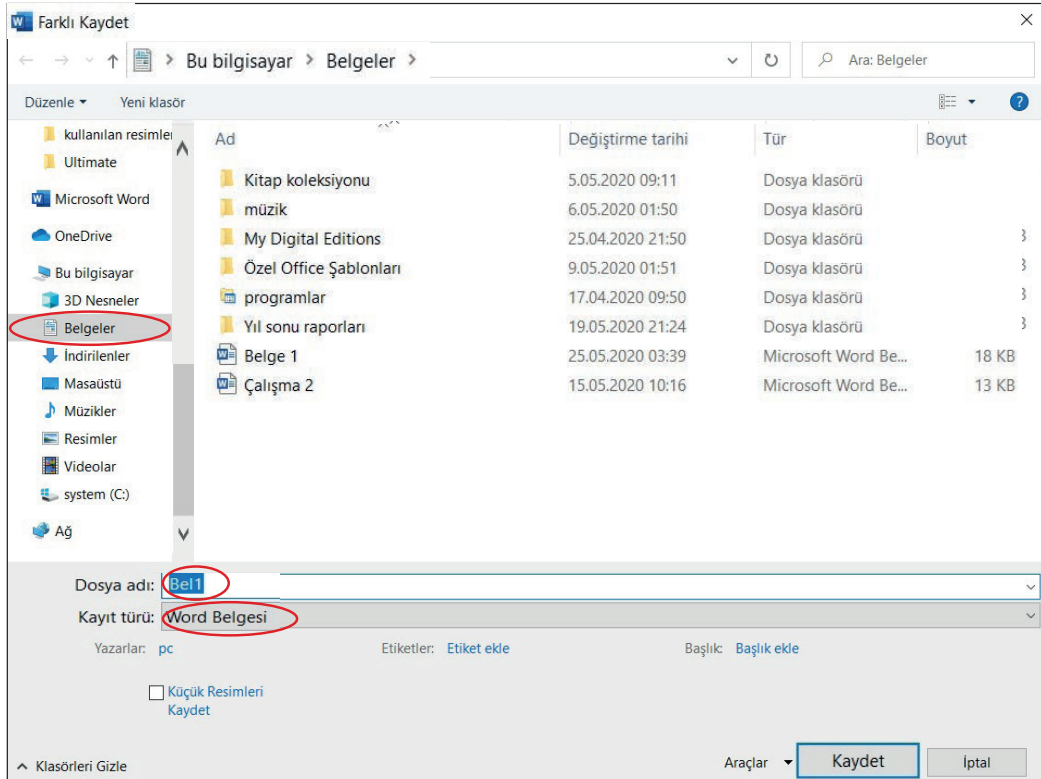 Farklı Kaydet
Bu bilgisayar > Belgeler >
Ara: Belgeler
Düzenle
Yeni klasör
kullanılan resimler
Ultimate
Microsoft Word
OneDrive
Bu bilgisayar
3D Nesneler
Belgeler
İndirilenler
Masaüstü
Müzikler
Resimler
Videolar
system (C:)
Ağ
Ad Değiştirme tarihi Tür Boyut
Kitap koleksiyonu 5.05.2020 09:11 Dosya klasörü
müzik 6.05.2020 01:50 Dosya klasörü
My Digital Editions 25.04.2020 21:50 Dosya klasörü
Özel Office Şablonları 9.05.2020 01:51 Dosya klasörü
programlar 17.04.2020 09:50 Dosya klasörü
Yıl sonu raporları 19.05.2020 21:24 Dosya klasörü
Belge 1 25.05.2020 03:39 Microsoft Word Be... 18 KB
Çalışma 2 15.05.2020 10:16 Microsoft Word Be... 13 KB
Dosya adı: Bel1
Kayıt türü: Word Belgesi
Yazarlar: pc Etiketler: Etiket ekle Başlık: Başlık ekle
Küçük Resimleri
Kaydet
Klasörleri Gizle
Araçlar Kaydet İptal